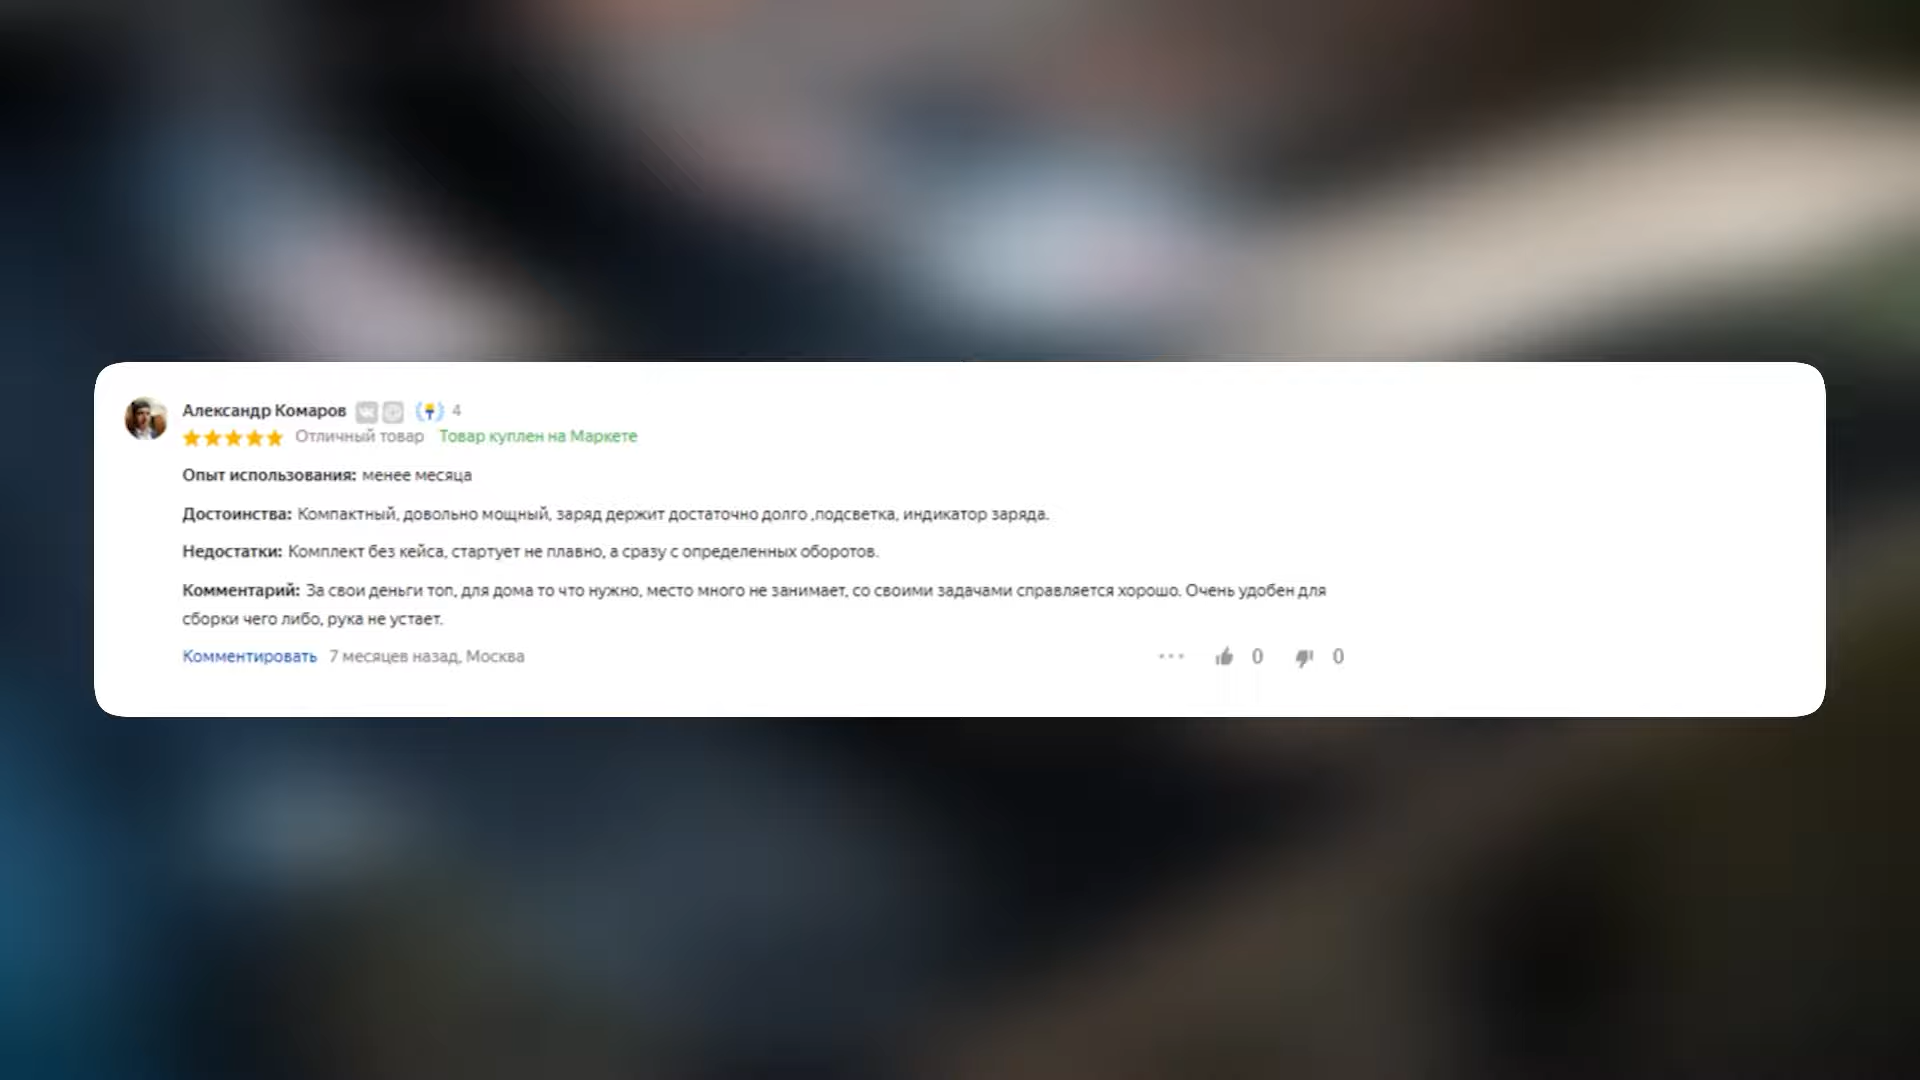 Александр Комаров 4
Отличный товар Товар куплен на Маркете
Опыт использования: менее месяца
Достоинства: Компактный, довольно мощный, заряд держит достаточно долго ,подсветка, индикатор заряда.
Недостатки: Комплект без кейса, стартует не плавно, а сразу с определенных оборотов.
Комментарий: За свои деньги топ, для дома то что нужно, место много не занимает, со своими задачами справляется хорошо. Очень удобен для
сборки чего либо, рука не устает.
Комментировать 7 месяцев назад, Москва ... 0 0